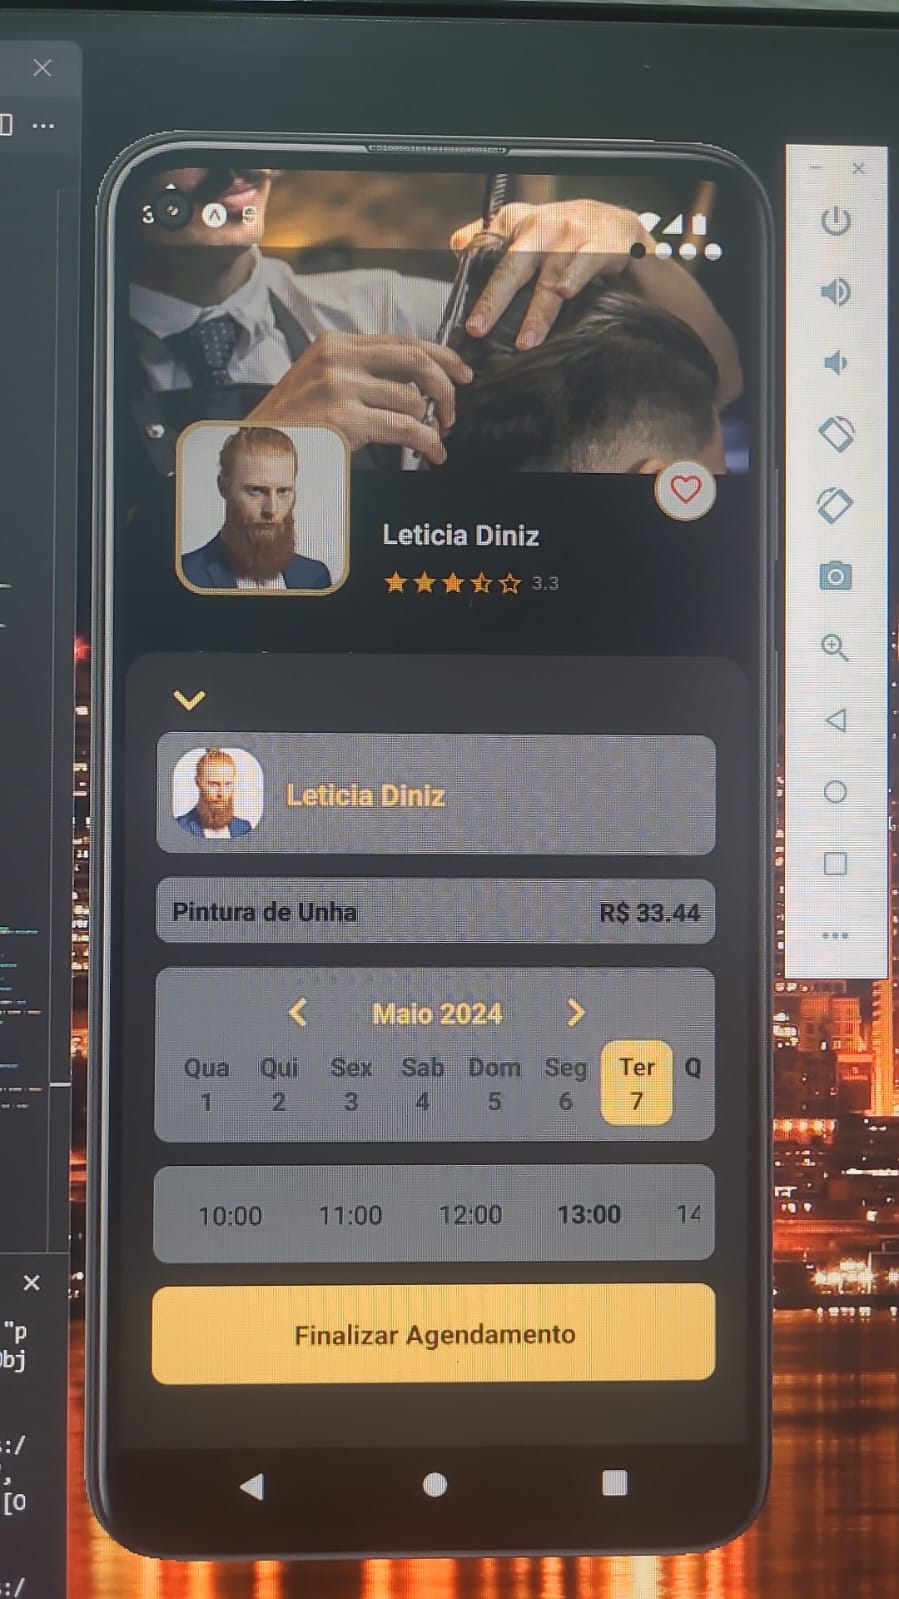 Leticia Diniz
3.3
Leticia Diniz
Pintura de Unha R$ 33.44
Maio 2024
Qua Qui Sex Sab Dom Seg Ter Q
1 2 3 4 5 6 7
10:00 11:00 12:00 13:00 14
Finalizar Agendamento
"p
Obj
:/
",
[O
:/